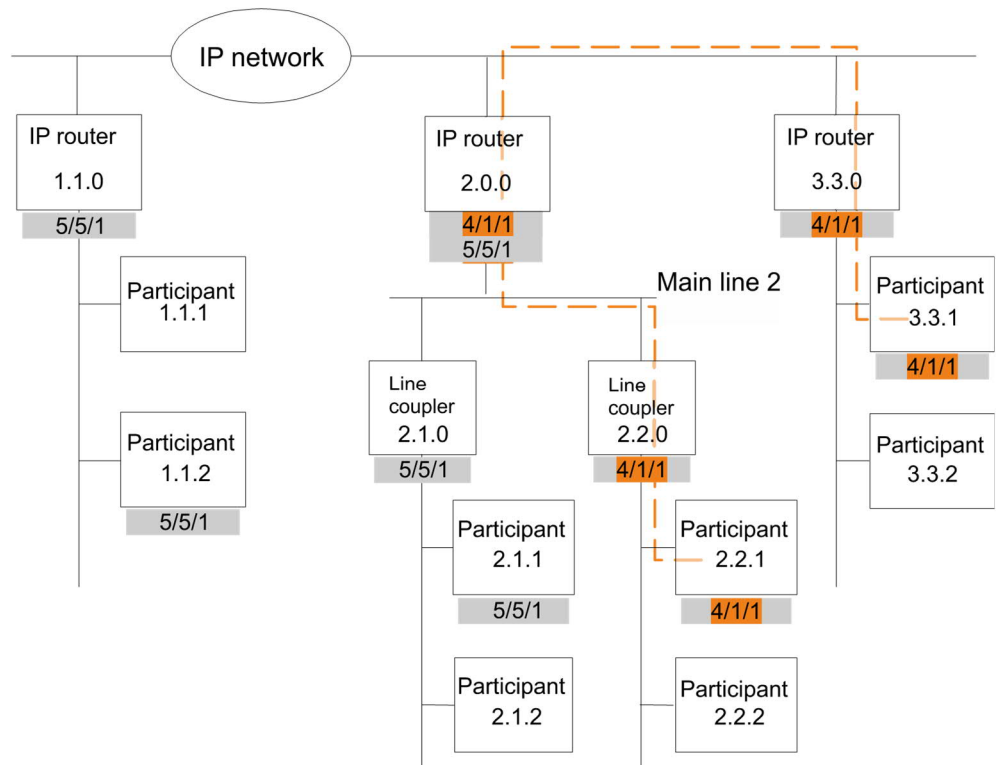 IP network
IP router
1.1.0
5/5/1
Participant
1.1.1
Participant
1.1.2
5/5/1
IP router
2.0.0
4/1/1
5/5/1
Main line 2
Line
coupler
2.1.0
5/5/1
Participant
2.1.1
5/5/1
Participant
2.1.2
Line
coupler
2.2.0
4/1/1
Participant
2.2.1
4/1/1
Participant
2.2.2
IP router
3.3.0
4/1/1
Participant
3.3.1
4/1/1
Participant
3.3.2